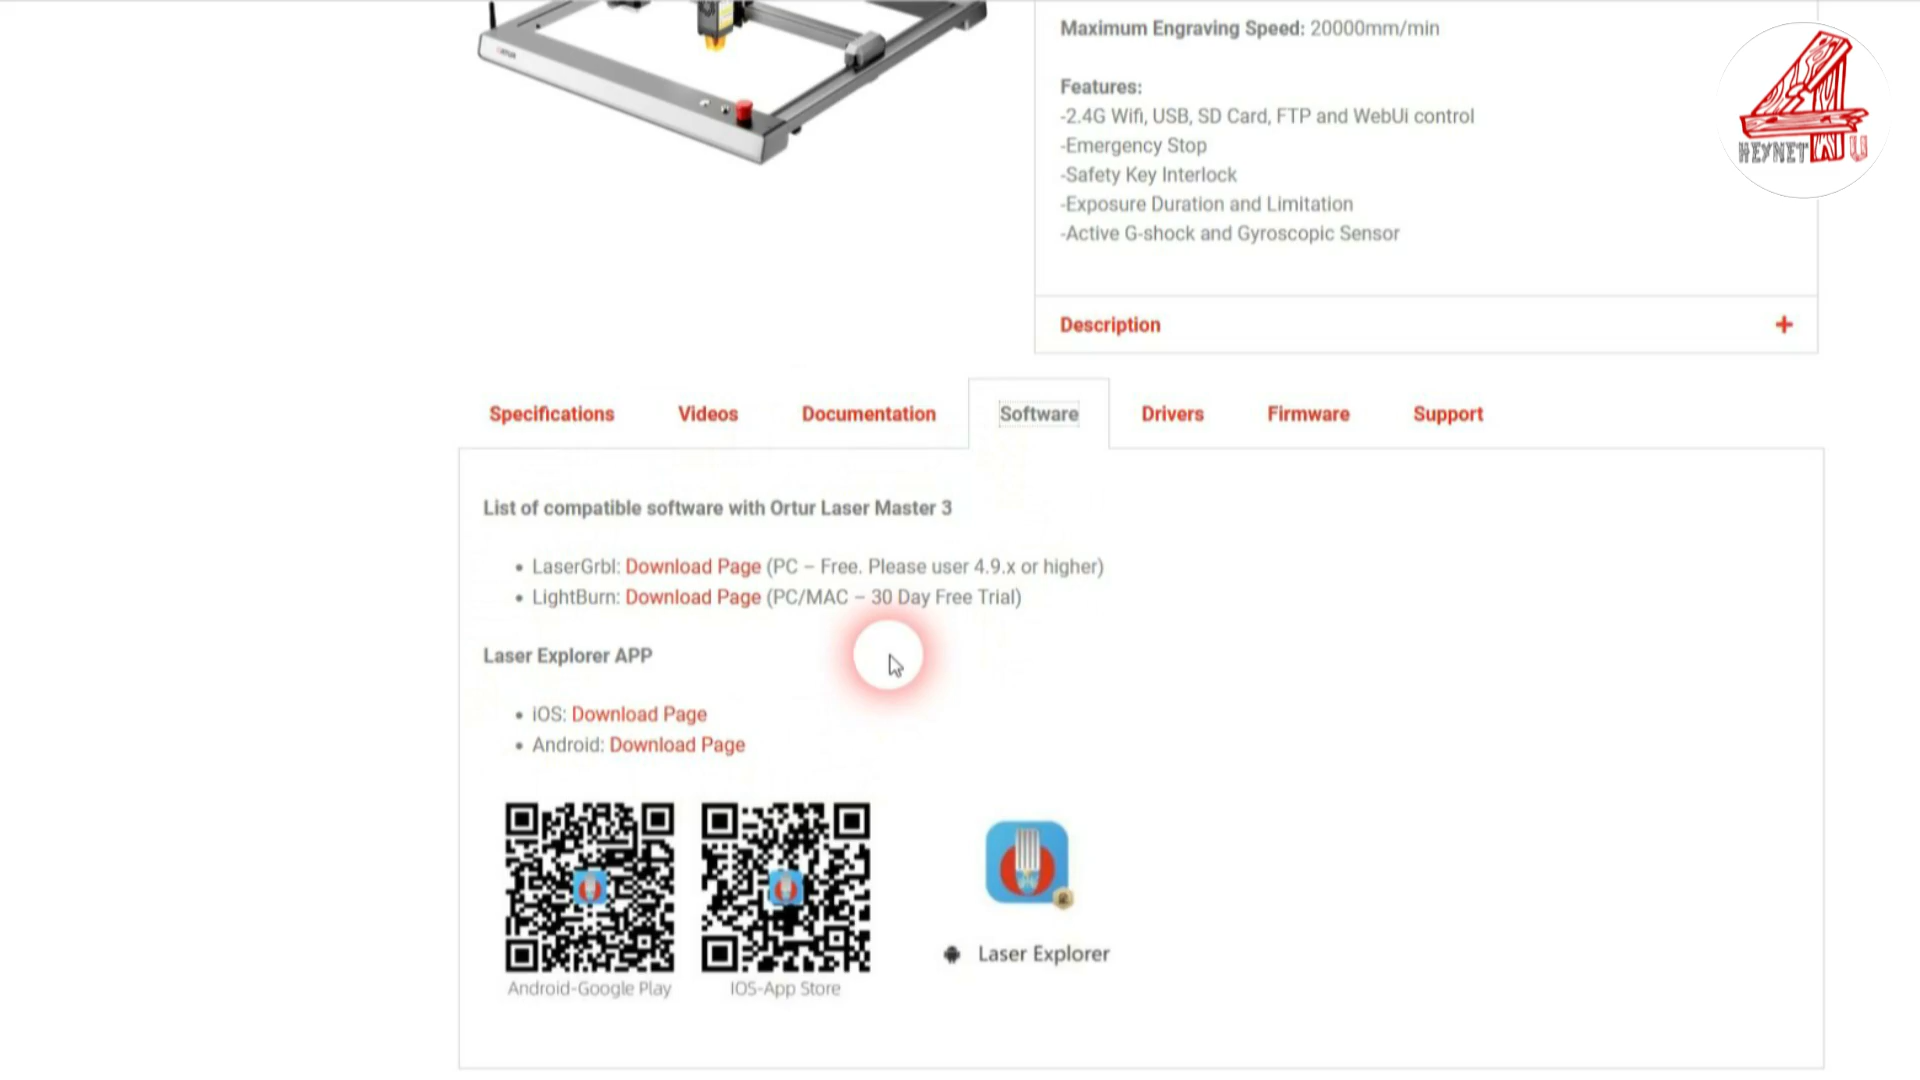 Maximum Engraving Speed: 20000mm/min
Features:
-2.4G Wifi, USB, SD Card, FTP and WebUi control
-Emergency Stop
-Safety Key Interlock
-Exposure Duration and Limitation
-Active G-shock and Gyroscopic Sensor
HEYNET4U
Description +
Specifications Videos Documentation Software Drivers Firmware Support
List of compatible software with Ortur Laser Master 3
• LaserGrbl: Download Page (PC – Free. Please user 4.9.x or higher)
• LightBurn: Download Page (PC/MAC – 30 Day Free Trial)
Laser Explorer APP
• iOS: Download Page
• Android: Download Page
Android-Google Play IOS-App Store
Laser Explorer